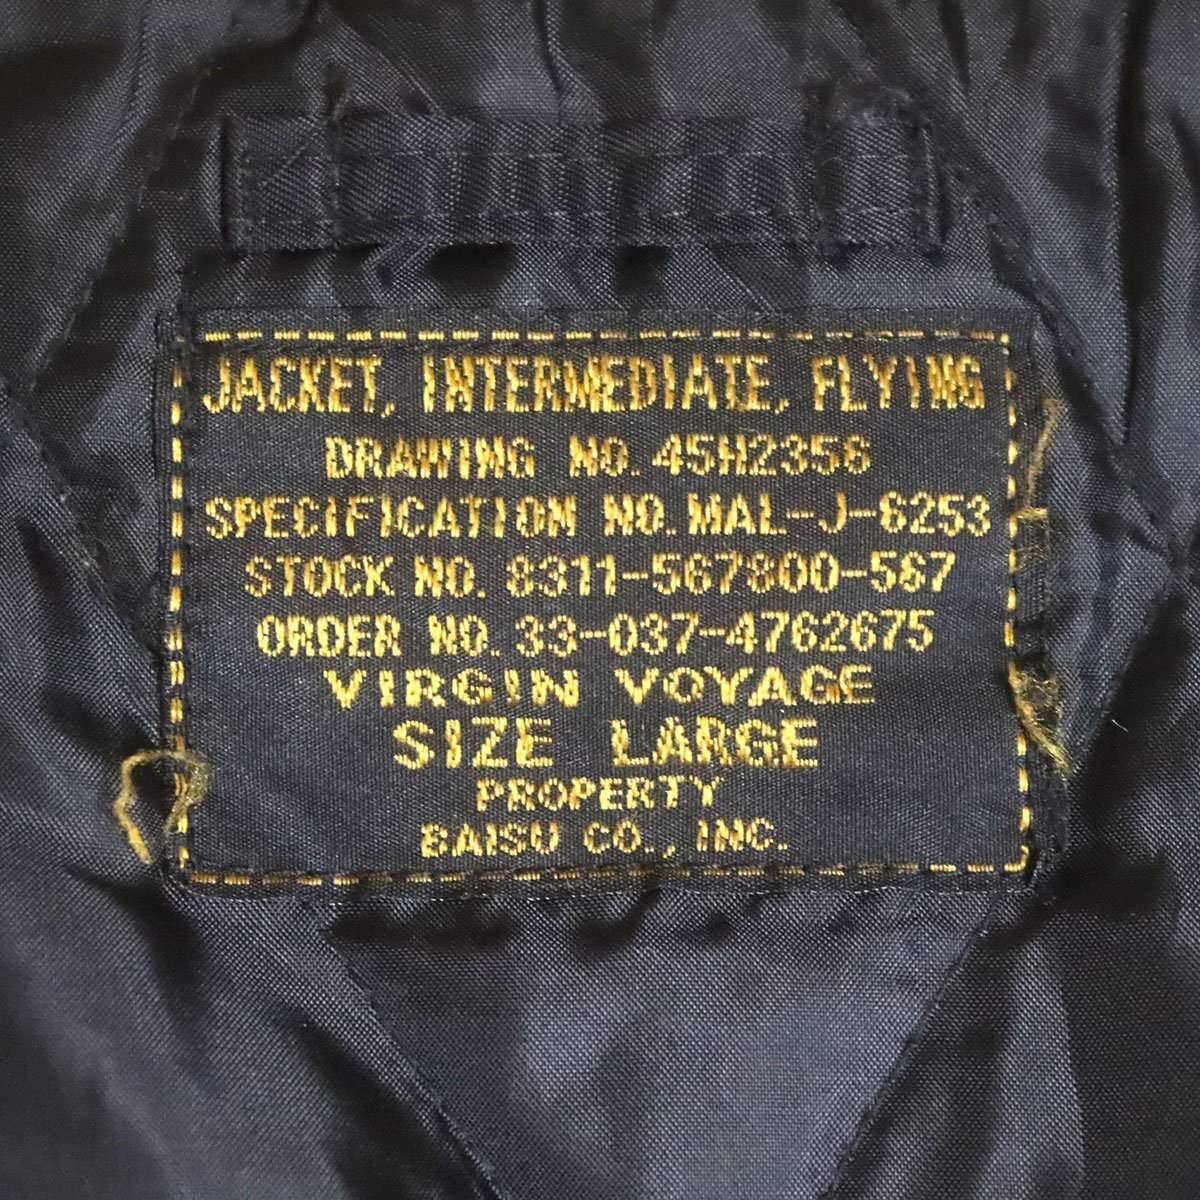 JACKET, INTERMEDIATE, FLYING
DRAWING NO. 45H2356
SPECIFICATION NO. MAL-J-6253
STOCK NO. 8311-567800-567
ORDER NO. 33-037-4762675
VIRGIN VOYAGE
SIZE LARGE
PROPERTY
BAISU CO., INC.